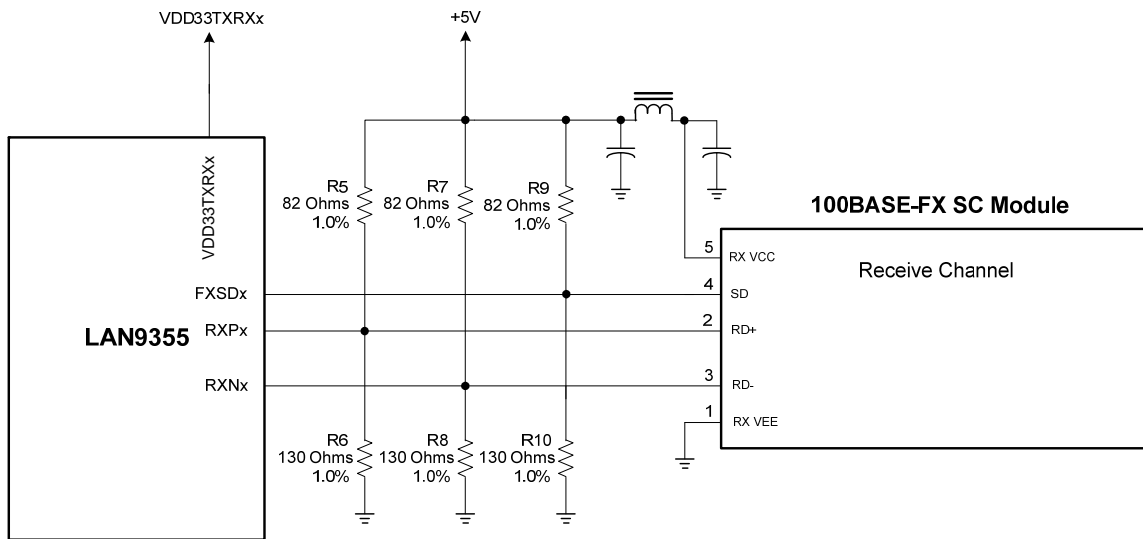 VDD33TXRXx
+5V
VDD33TXRXx
R5
82 Ohms
1.0%
R7
82 Ohms
1.0%
R9
82 Ohms
1.0%
100BASE-FX SC Module
Receive Channel
5
RX VCC
FXSDx
4
SD
LAN9355
RXPx
2
RD+
RXNx
3
RD-
1
RX VEE
R6
130 Ohms
1.0%
R8
130 Ohms
1.0%
R10
130 Ohms
1.0%